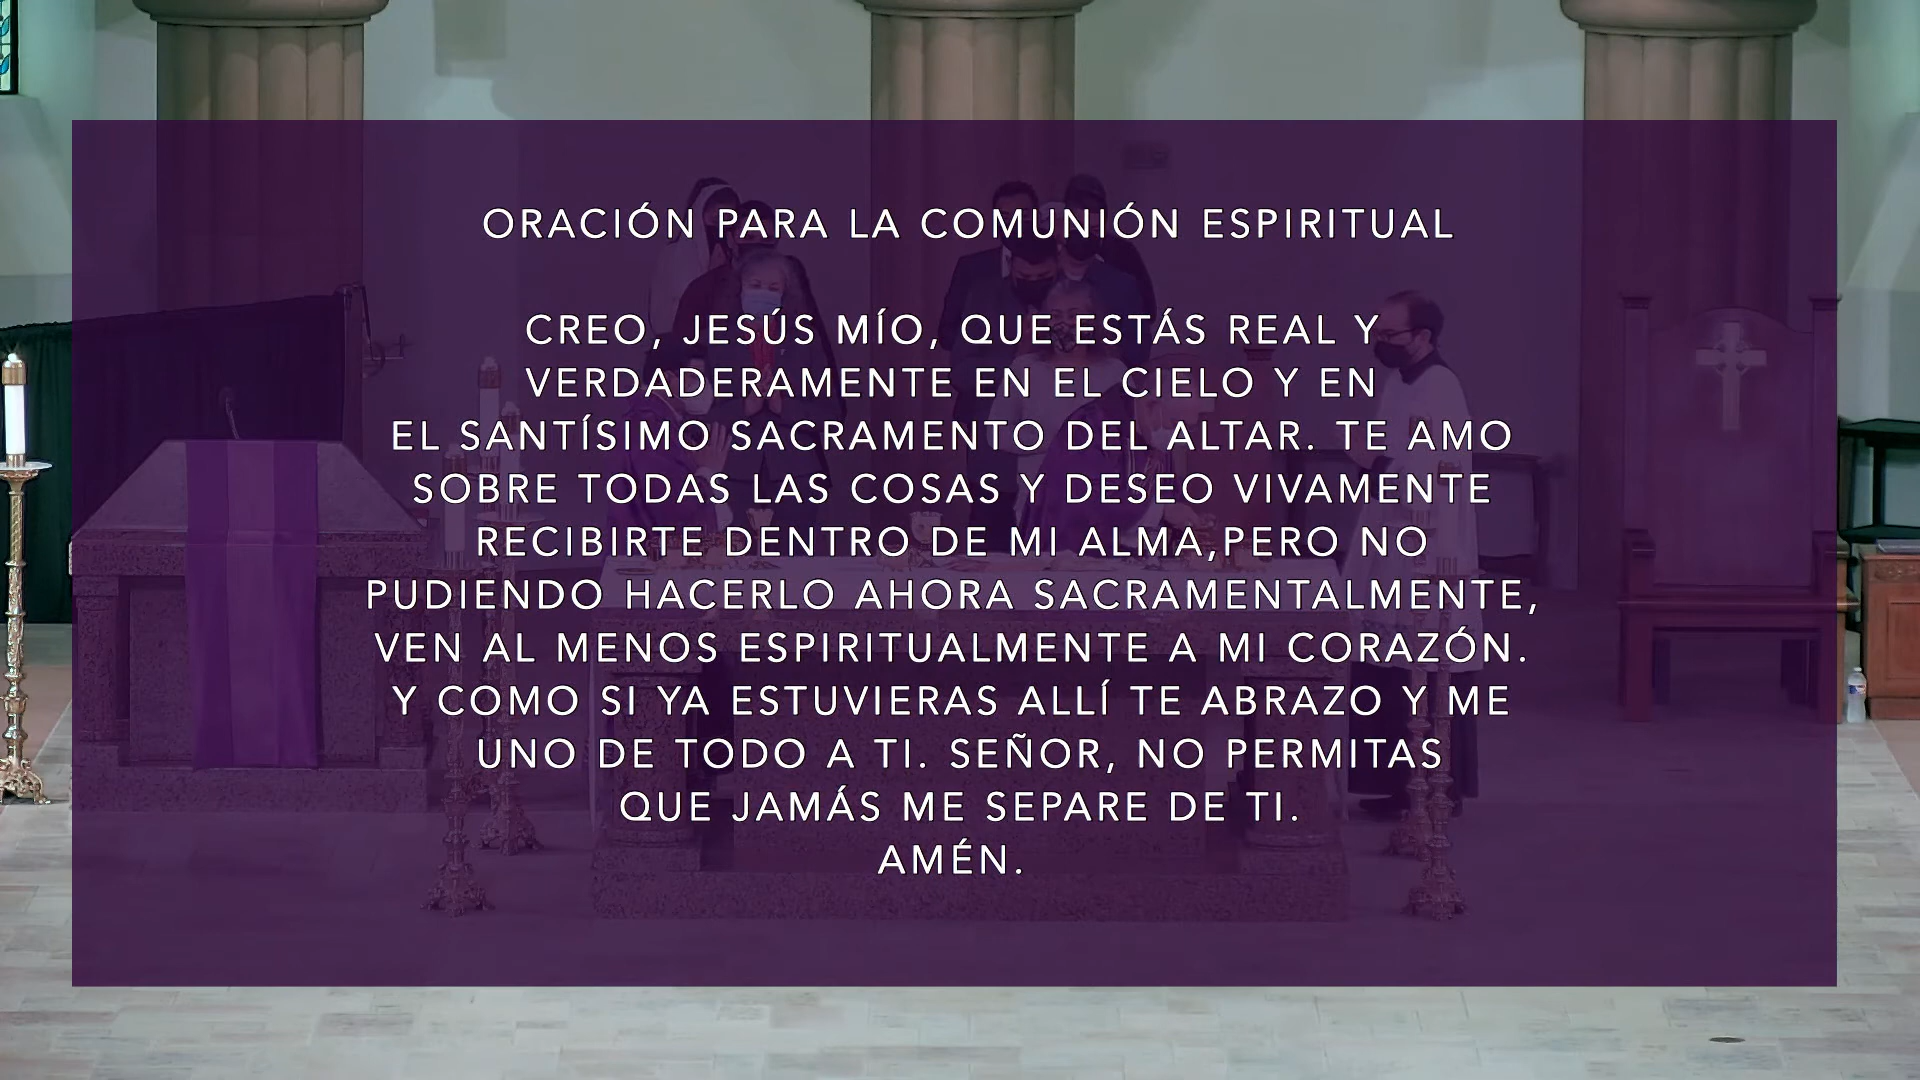 ORACIÓN PARA LA COMUNIÓN ESPIRITUAL
CREO, JESÚS MÍO, QUE ESTÁS REAL Y
VERDADERAMENTE EN EL CIELO Y EN
EL SANTÍSIMO SACRAMENTO DEL ALTAR. TE AMO
SOBRE TODAS LAS COSAS Y DESEO VIVAMENTE
RECIBIRTE DENTRO DE MI ALMA,PERO NO
PUDIENDO HACERLO AHORA SACRAMENTALMENTE,
VEN AL MENOS ESPIRITUALMENTE A MI CORAZÓN.
Y COMO SI YA ESTUVIERAS ALLÍ TE ABRAZO Y ME
UNO DE TODO A TI. SEÑOR, NO PERMITAS
QUE JAMÁS ME SEPARE DE TI.
AMÉN.